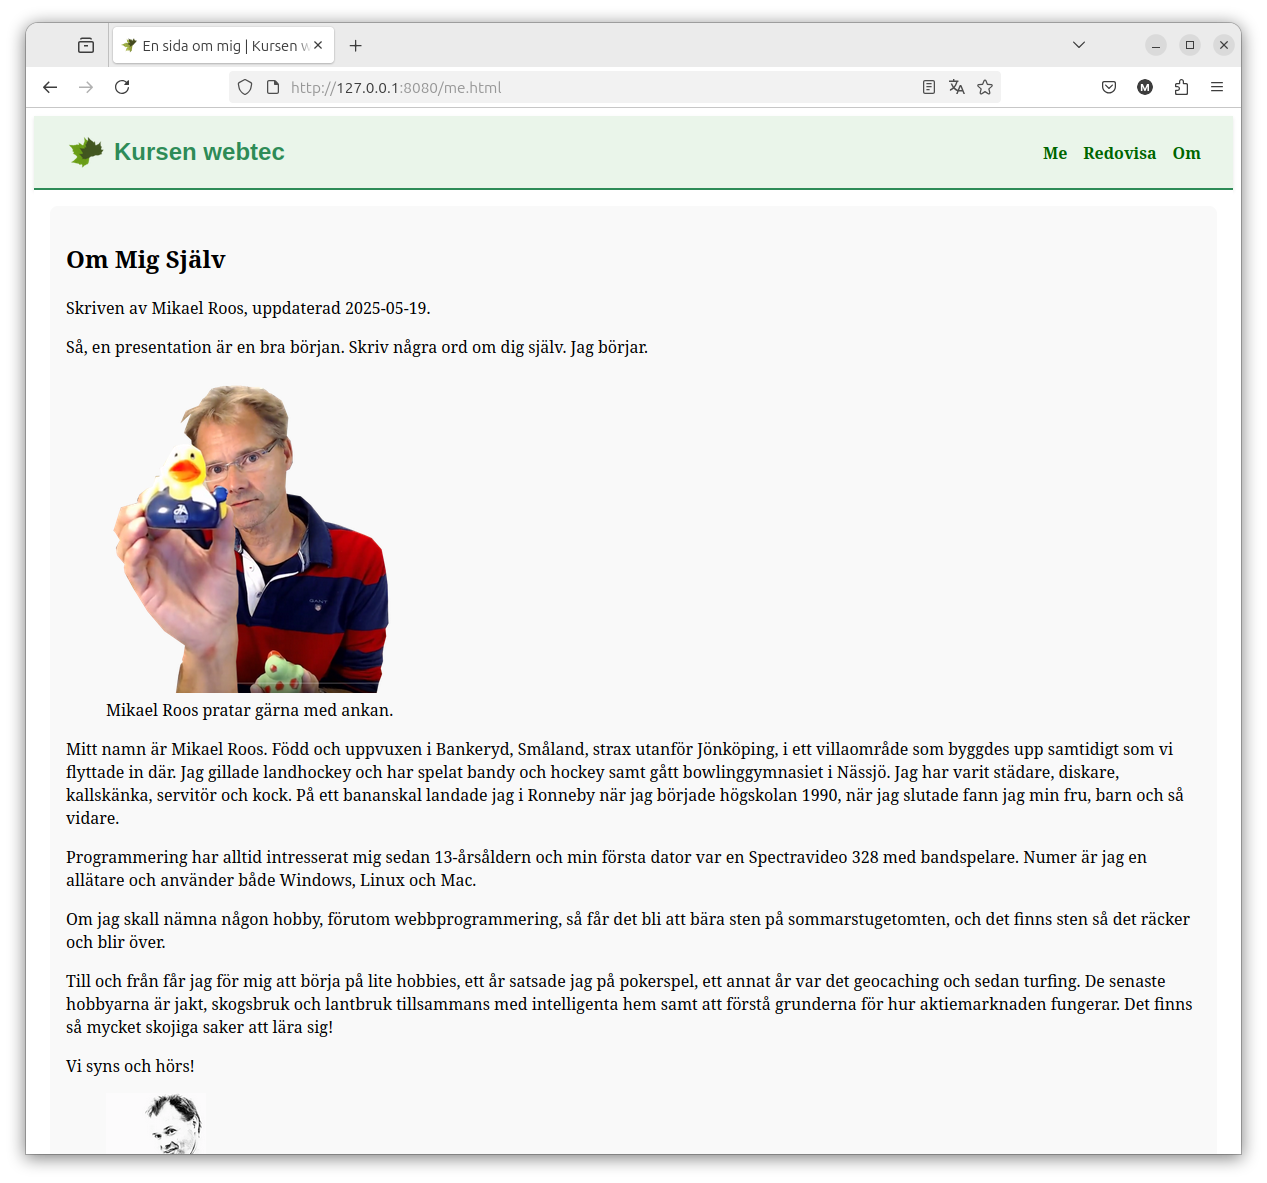 En sida om mig | Kursen w
http://127.0.0.1:8080/me.html
M
Kursen webtec
Me Redovisa Om
Om Mig Själv
Skriven av Mikael Roos, uppdaterad 2025-05-19.
Så, en presentation är en bra början. Skriv några ord om dig själv. Jag börjar.
GANT
Mikael Roos pratar gärna med ankan.
Mitt namn är Mikael Roos. Född och uppvuxen i Bankeryd, Småland, strax utanför Jönköping, i ett villaområde som byggdes upp samtidigt som vi
flyttade in där. Jag gillade landhockey och har spelat bandy och hockey samt gått bowlinggymnasiet i Nässjö. Jag har varit städare, diskare,
kallskänka, servitör och kock. På ett bananskal landade jag i Ronneby när jag började högskolan 1990, när jag slutade fann jag min fru, barn och så
vidare.
Programmering har alltid intresserat mig sedan 13-årsåldern och min första dator var en Spectravideo 328 med bandspelare. Numer är jag en
allätare och använder både Windows, Linux och Mac.
Om jag skall nämna någon hobby, förutom webbprogrammering, så får det bli att bära sten på sommarstugetomten, och det finns sten så det räcker
och blir över.
Till och från får jag för mig att börja på lite hobbies, ett år satsade jag på pokerspel, ett annat år var det geocaching och sedan turfing. De senaste
hobbyarna är jakt, skogsbruk och lantbruk tillsammans med intelligenta hem samt att förstå grunderna för hur aktiemarknaden fungerar. Det finns
så mycket skojiga saker att lära sig!
Vi syns och hörs!